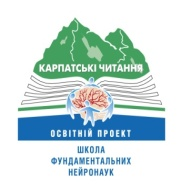 КАРПАТСЬКІ ЧИТАННЯ
ОСВІТНІЙ ПРОЕКТ
ШКОЛА
ФУНДАМЕНТАЛЬНИХ
НЕЙРОНАУК